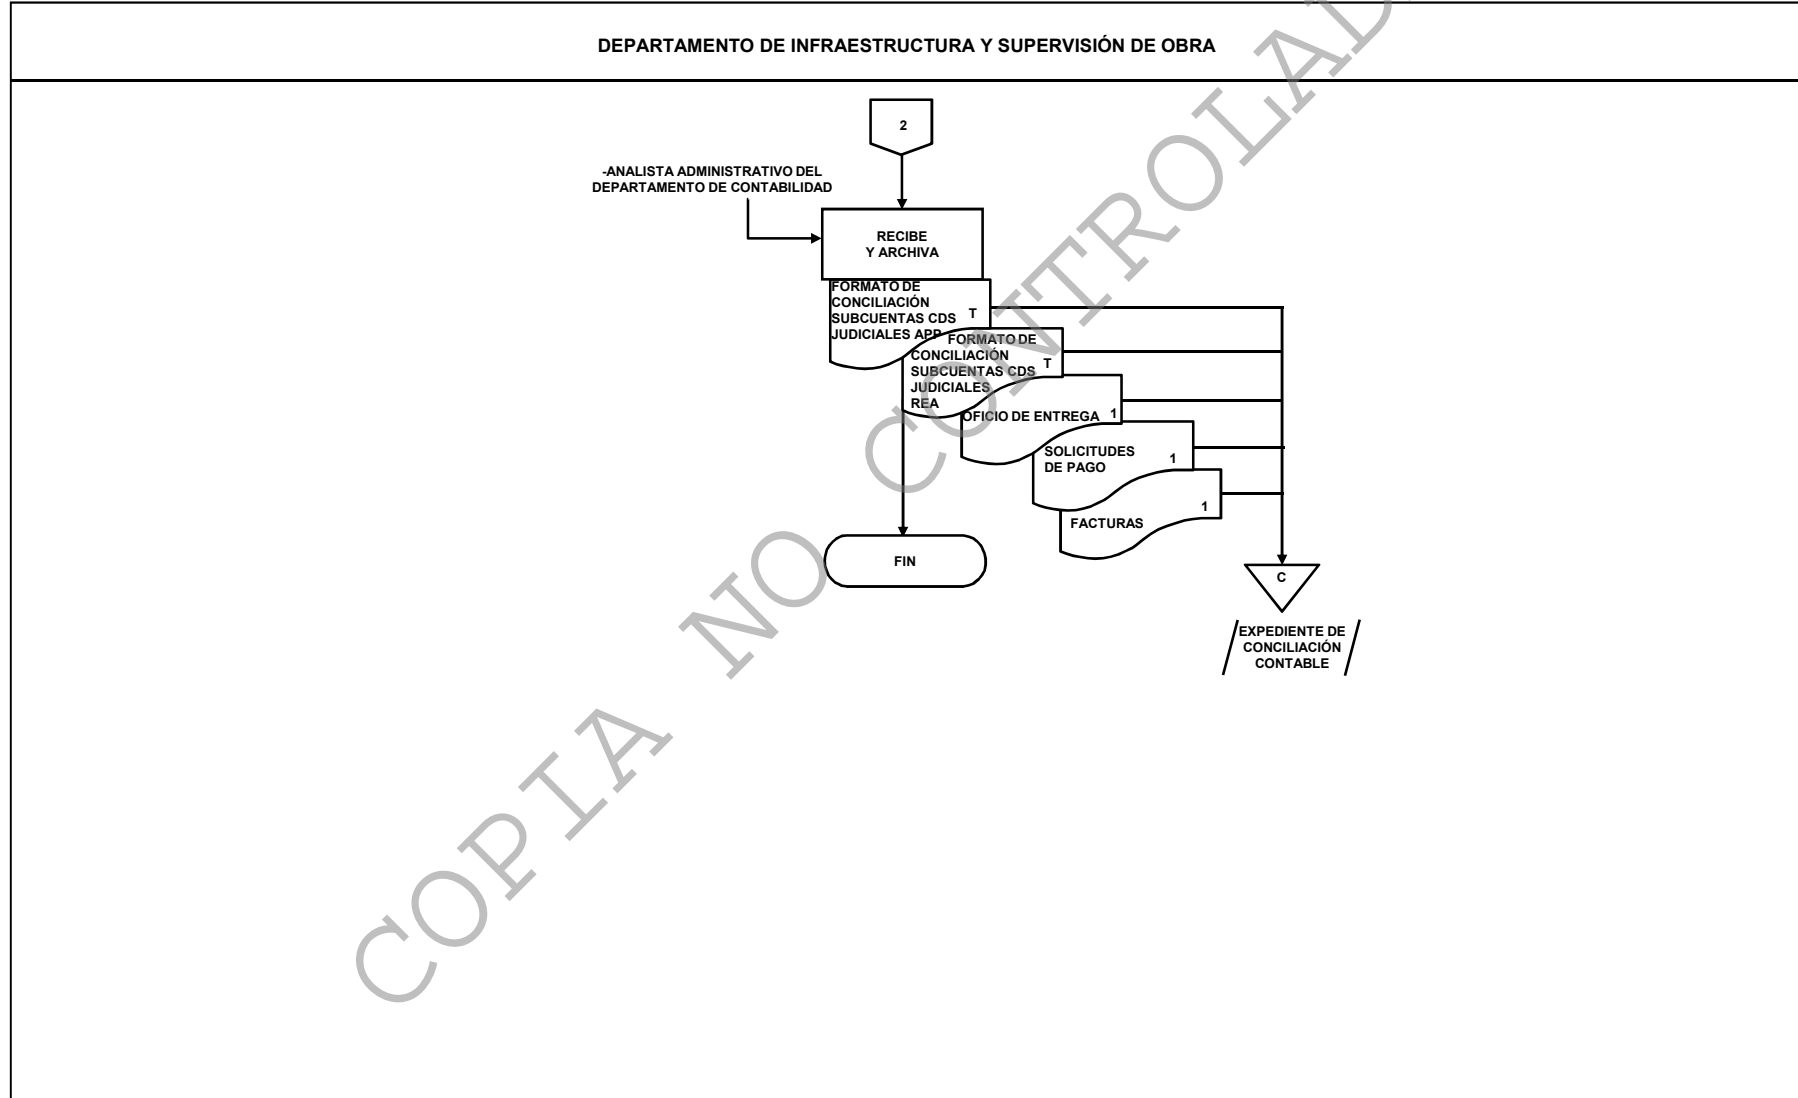 DEPARTAMENTO DE INFRAESTRUCTURA Y SUPERVISIÓN DE OBRA
2
-ANALISTA ADMINISTRATIVO DEL
DEPARTAMENTO DE CONTABILIDAD
RECIBE
Y ARCHIVA
FORMATO DE
CONCILIACIÓN
SUBCUENTAS CDS
JUDICIALES APP
T
FORMATO DE
CONCILIACIÓN
SUBCUENTAS CDS
JUDICIALES
REA
T
OFICIO DE ENTREGA
1
SOLICITUDES
DE PAGO
1
FACTURAS
1
FIN
C
EXPEDIENTE DE
CONCILIACIÓN
CONTABLE
COPIA NO CONTROLAD